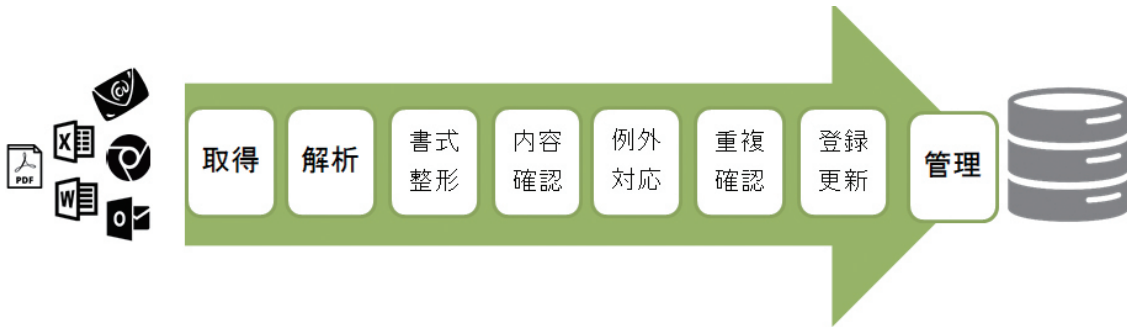 PDF
X
W
@
O
取得
解析
書式
整形
内容
確認
例外
対応
重複
確認
登録
更新
管理